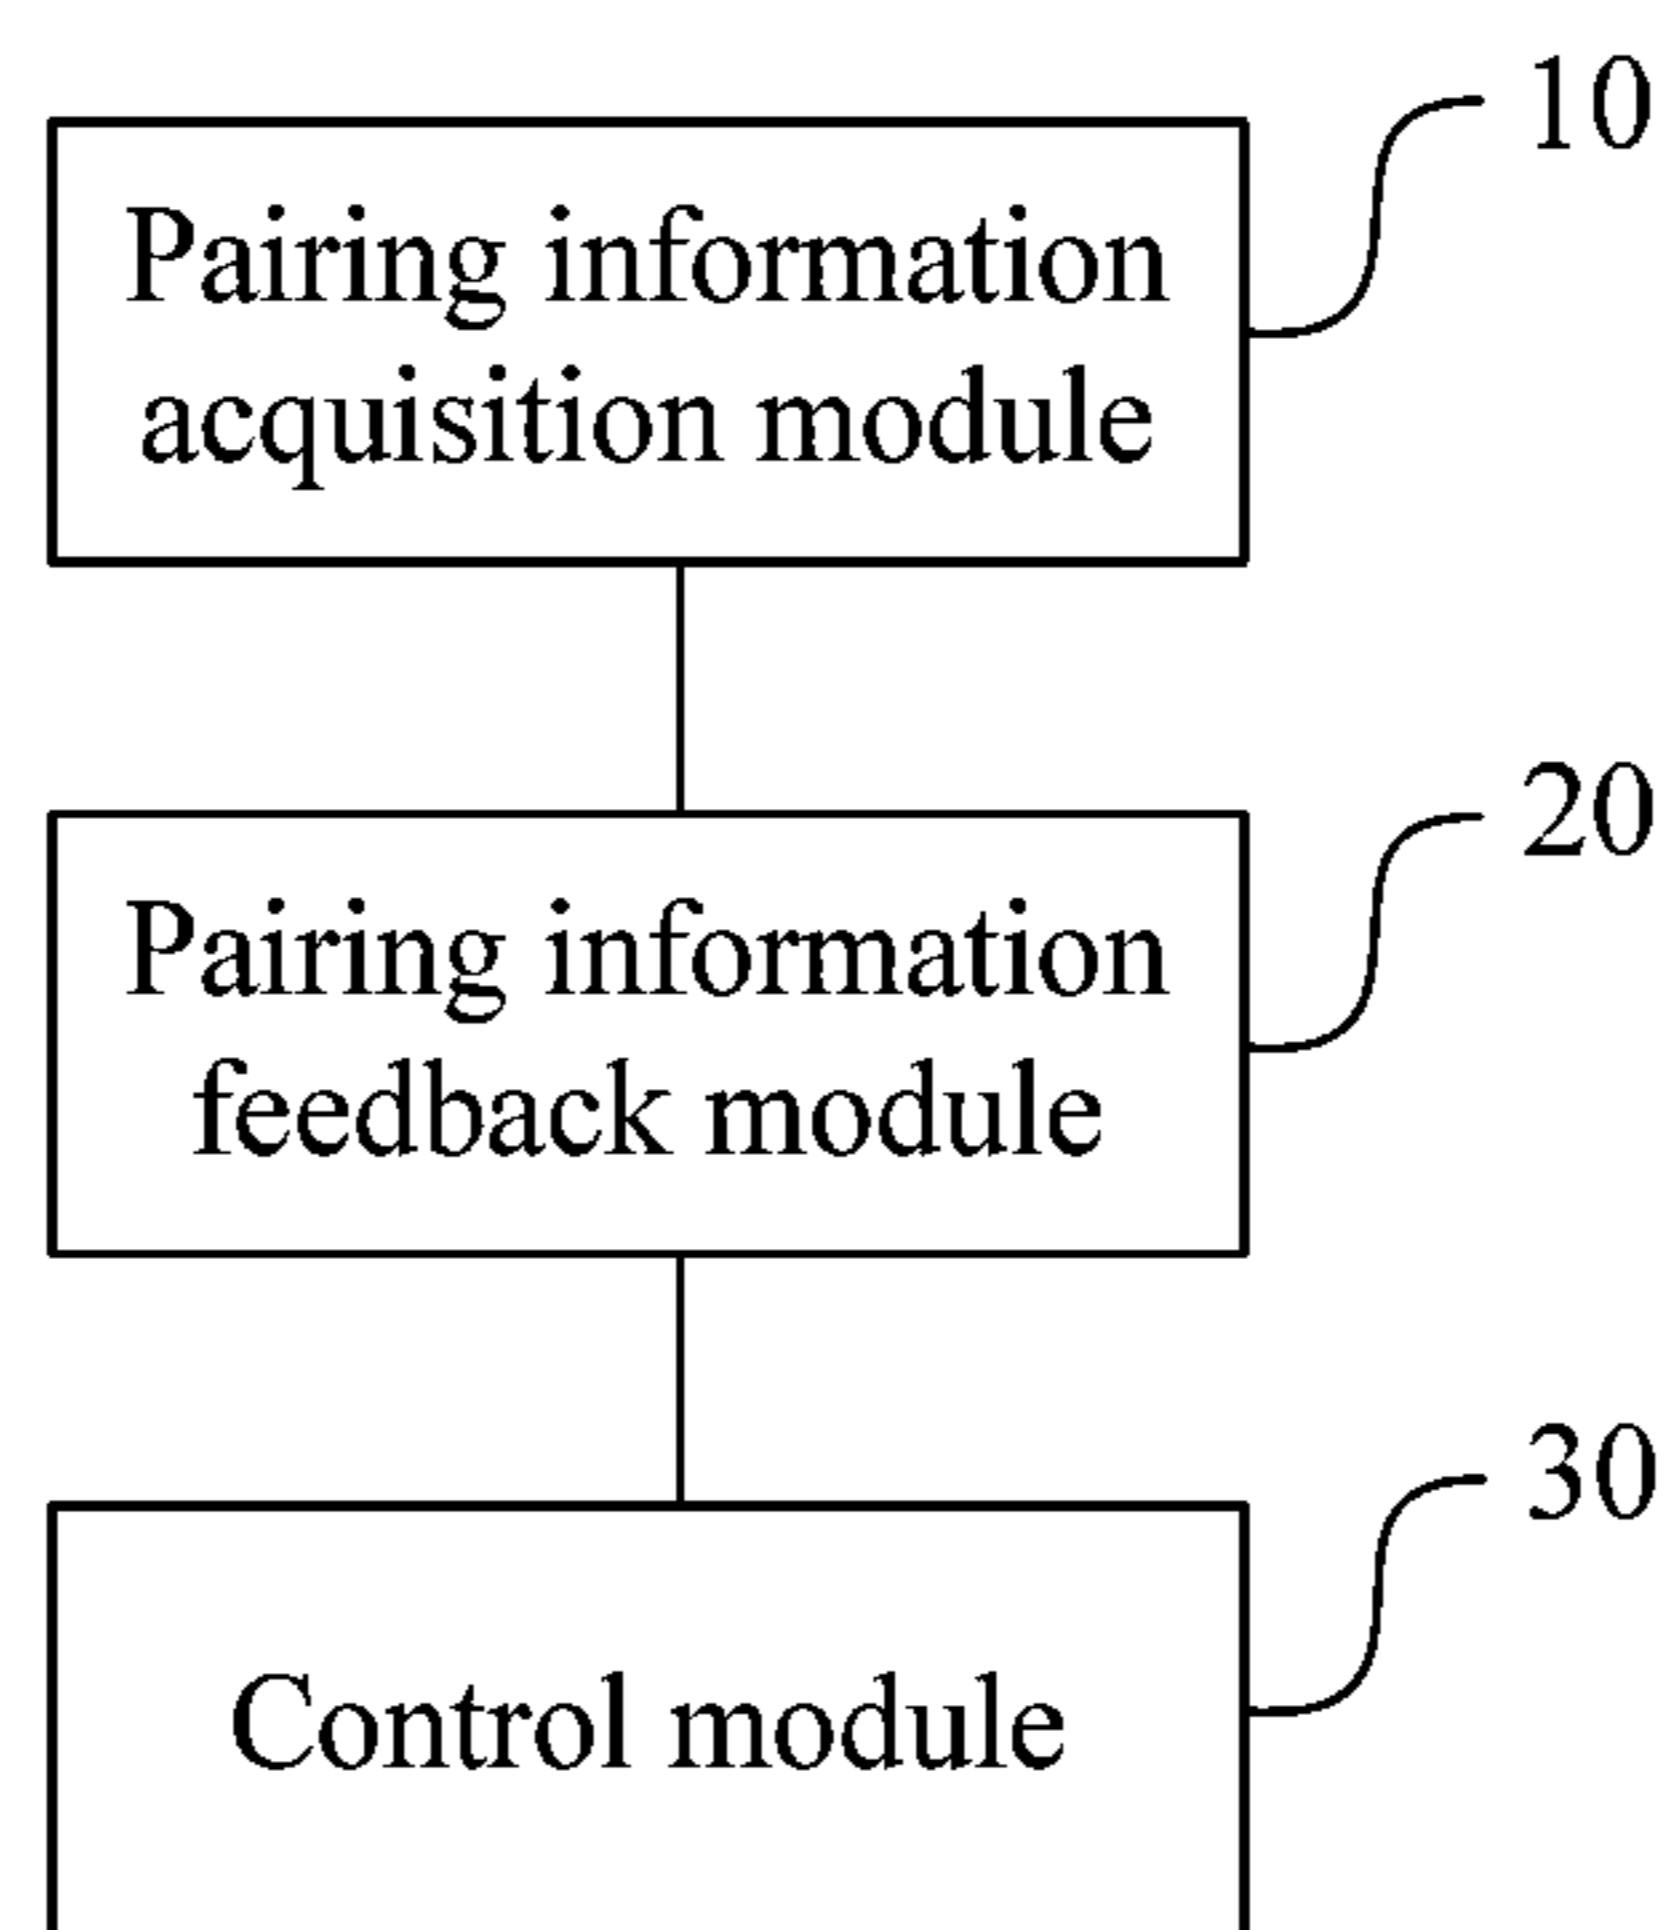 10
Pairing information
acquisition module
20
Pairing information
feedback module
30
Control module